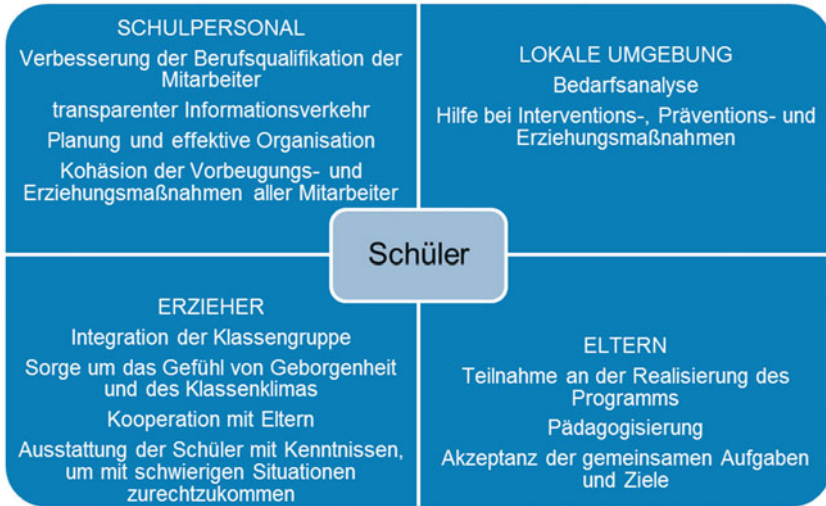 SCHULPERSONAL
Verbesserung der Berufsqualifikation der
Mitarbeiter
transparenter Informationsverkehr
Planung und effektive Organisation
Kohäsion der Vorbeugungs- und
Erziehungsmaßnahmen aller Mitarbeiter
LOKALE UMGEBUNG
Bedarfsanalyse
Hilfe bei Interventions-, Präventions- und
Erziehungsmaßnahmen
Schüler
ERZIEHER
Integration der Klassengruppe
Sorge um das Gefühl von Geborgenheit
und des Klassenklimas
Kooperation mit Eltern
Ausstattung der Schüler mit Kenntnissen,
um mit schwierigen Situationen
zurechtzukommen
ELTERN
Teilnahme an der Realisierung des
Programms
Pädagogisierung
Akzeptanz der gemeinsamen Aufgaben
und Ziele